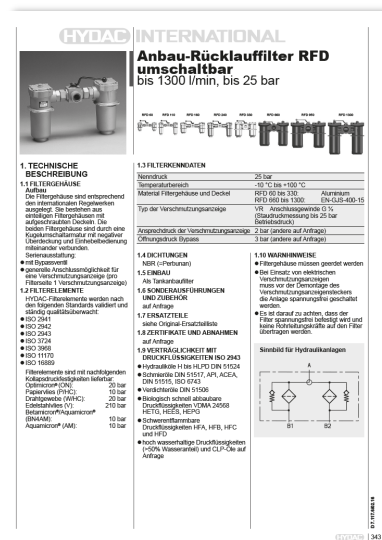 HYDAC INTERNATIONAL
Anbau-Rücklauffilter RFD
umschaltbar
bis 1300 l/min, bis 25 bar
1. TECHNISCHE
BESCHREIBUNG
1.1 FILTERGEHÄUSE
Aufbau
Die Filtergehäuse sind entsprechend
den internationalen Regelwerken
ausgelegt. Sie bestehen aus
einteiligen Filtergehäusen mit
aufgeschraubten Deckeln. Die
beiden Filtergehäuse sind durch eine
Kugelumschaltarmatur mit negativer
Überdeckung und Einhebelbedienung
miteinander verbunden.
Serienausstattung:
● mit Bypassventil
● generelle Anschlussmöglichkeit für
eine Verschmutzungsanzeige (pro
Filterseite 1 Verschmutzungsanzeige)
1.2 FILTERELEMENTE
HYDAC-Filterelemente werden nach
den folgenden Standards validiert und
ständig qualitätsüberwacht:
● ISO 2941
● ISO 2942
● ISO 2943
● ISO 3724
● ISO 3968
● ISO 11170
● ISO 16889
Filterelemente sind mit nachfolgenden
Kollapsdruckfestigkeiten lieferbar:
Optimicron® (ON): 20 bar
Papiervlies (P/HC): 10 bar
Drahtgewebe (W/HC): 20 bar
Edelstahlvlies (V): 210 bar
Betamicron®/Aquamicron®
(BN4AM): 10 bar
Aquamicron® (AM): 10 bar
1.3 FILTERKENNDATEN
Nenndruck 25 bar
Temperaturbereich -10 °C bis +100 °C
Material Filtergehäuse und Deckel RFD 60 bis 330: Aluminium
RFD 660 bis 1300: EN-GJS-400-15
Typ der Verschmutzungsanzeige VR Anschlussgewinde G ½
(Staudruckmessung bis 25 bar
Betriebsdruck)
Ansprechdruck der Verschmutzungsanzeige 2 bar (andere auf Anfrage)
Öffnungsdruck Bypass 3 bar (andere auf Anfrage)
1.4 DICHTUNGEN
NBR (=Perbunan)
1.5 EINBAU
Als Tankanbaufilter
1.6 SONDERAUSFÜHRUNGEN
UND ZUBEHÖR
auf Anfrage
1.7 ERSATZTEILE
siehe Original-Ersatzteilliste
1.8 ZERTIFIKATE UND ABNAHMEN
auf Anfrage
1.9 VERTRÄGLICHKEIT MIT
DRUCKFLÜSSIGKEITEN ISO 2943
● Hydrauliköle H bis HLPD DIN 51524
● Schmieröle DIN 51517, API, ACEA,
DIN 51515, ISO 6743
● Verdichteröle DIN 51506
● Biologisch schnell abbaubare
Druckflüssigkeiten VDMA 24568
HETG, HEES, HEPG
● Schwerentflammbare
Druckflüssigkeiten HFA, HFB, HFC
und HFD
● hoch wasserhaltige Druckflüssigkeiten
(>50% Wasseranteil) und CLP-Öle auf
Anfrage
1.10 WARNHINWEISE
● Filtergehäuse müssen geerdet werden
● Bei Einsatz von elektrischen
Verschmutzungsanzeigen
muss vor der Demontage des
Verschmutzungsanzeigensteckers
die Anlage spannungsfrei geschaltet
werden.
● Es ist darauf zu achten, dass der
Filter spannungsfrei befestigt wird und
keine Rohrleitungskräfte auf den Filter
übertragen werden.
Sinnbild für Hydraulikanlagen
A
B1 B2
D 7.117.5/02.16
HYDAC | 343